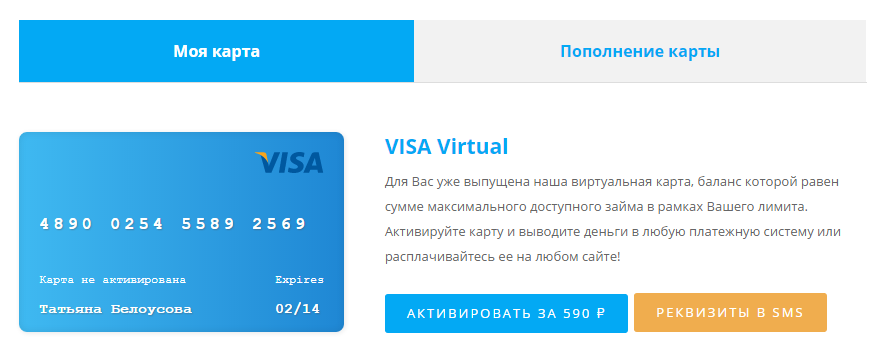 Моя карта
Пополнение карты
VISA
4890 0254 5589 2569
Карта не активирована
Expires
Татьяна Белоусова
02/14
VISA Virtual
Для Вас уже выпущена наша виртуальная карта, баланс которой равен
сумме максимального доступного займа в рамках Вашего лимита.
Активируйте карту и выводите деньги в любую платежную систему или
расплачивайтесь ее на любом сайте!
АКТИВИРОВАТЬ ЗА 590 ₽
РЕКВИЗИТЫ В SMS